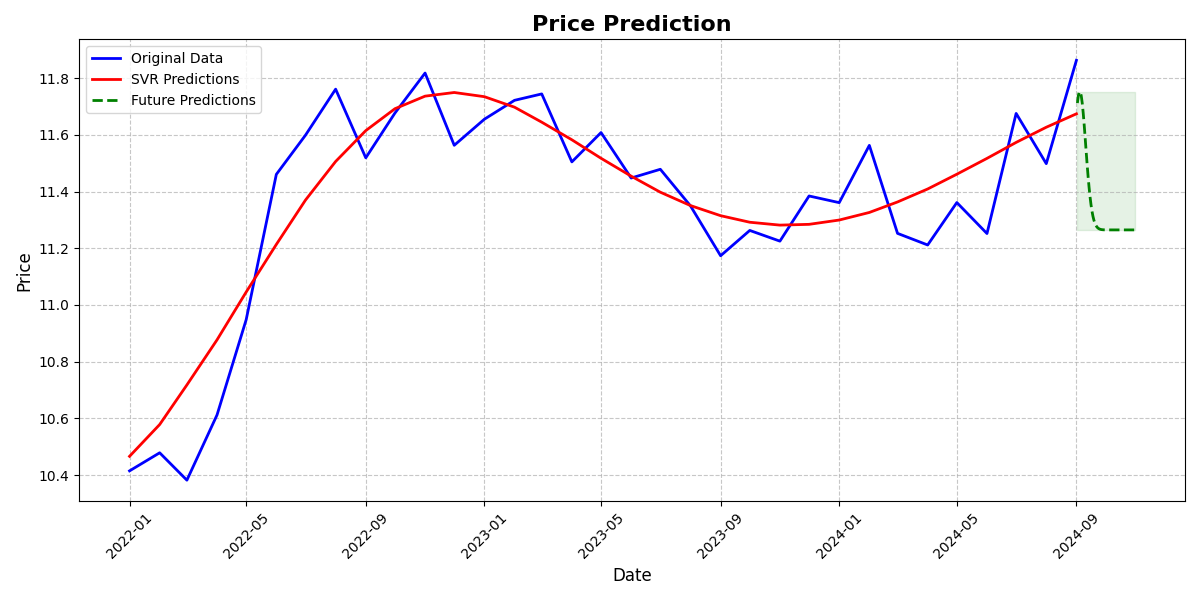 Price Prediction
Original Data
SVR Predictions
Future Predictions
Price
11.8
11.6
11.4
11.2
11.0
10.8
10.6
10.4
2022-01
2022-05
2022-09
2023-01
2023-05
2023-09
2024-01
2024-05
2024-09
Date